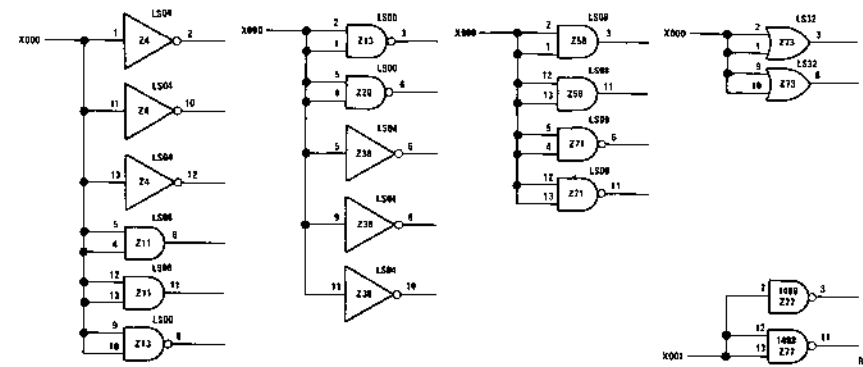 LS04
X000 1 Z4 2
LS04
11 Z4 10
LS04
13 Z4 12
5 4 Z11 6
12 13 11
LS00
9 10 Z13 8
LS00
X000 2 1 Z13 3
LS00
5 Z29 6
LS04
5 Z38 6
LS04
9 Z38 8
LS04
Z38 10
X000 2 1 Z58 3
12 13 Z58 11
5 4 Z71 6
12 13 Z71 11
LS32
X000 2 1 Z73 3
LS32
9 10 Z73 8
2 Z77 3
X001 12 13 Z77 11